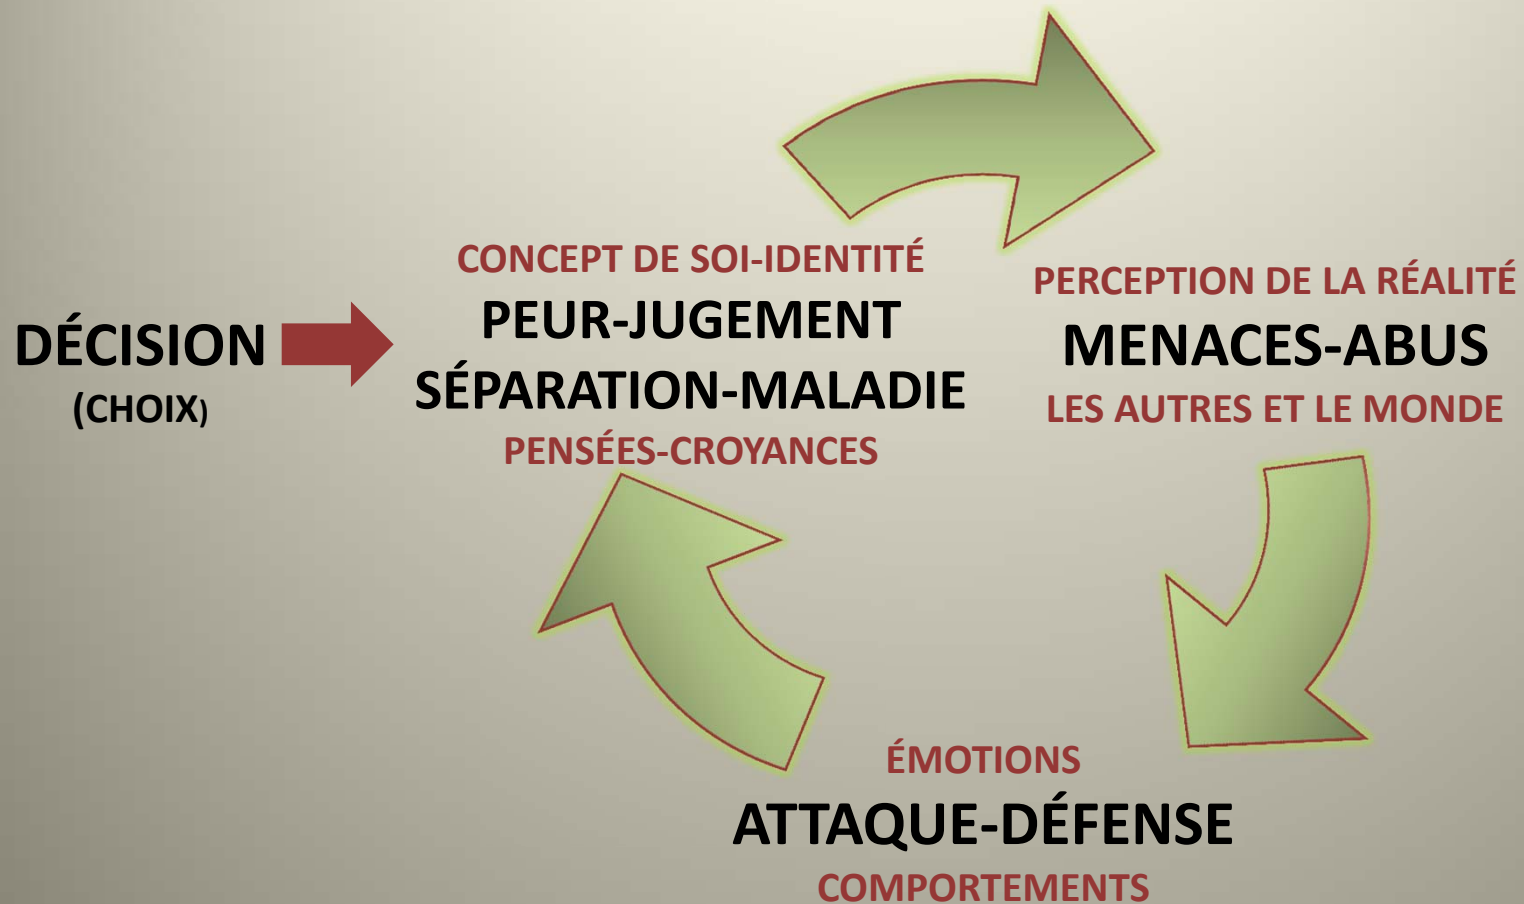 DÉCISION
(CHOIX)
CONCEPT DE SOI-IDENTITÉ
PEUR-JUGEMENT
SÉPARATION-MALADIE
PENSÉES-CROYANCES
PERCEPTION DE LA RÉALITÉ
MENACES-ABUS
LES AUTRES ET LE MONDE
ÉMOTIONS
ATTAQUE-DÉFENSE
COMPORTEMENTS